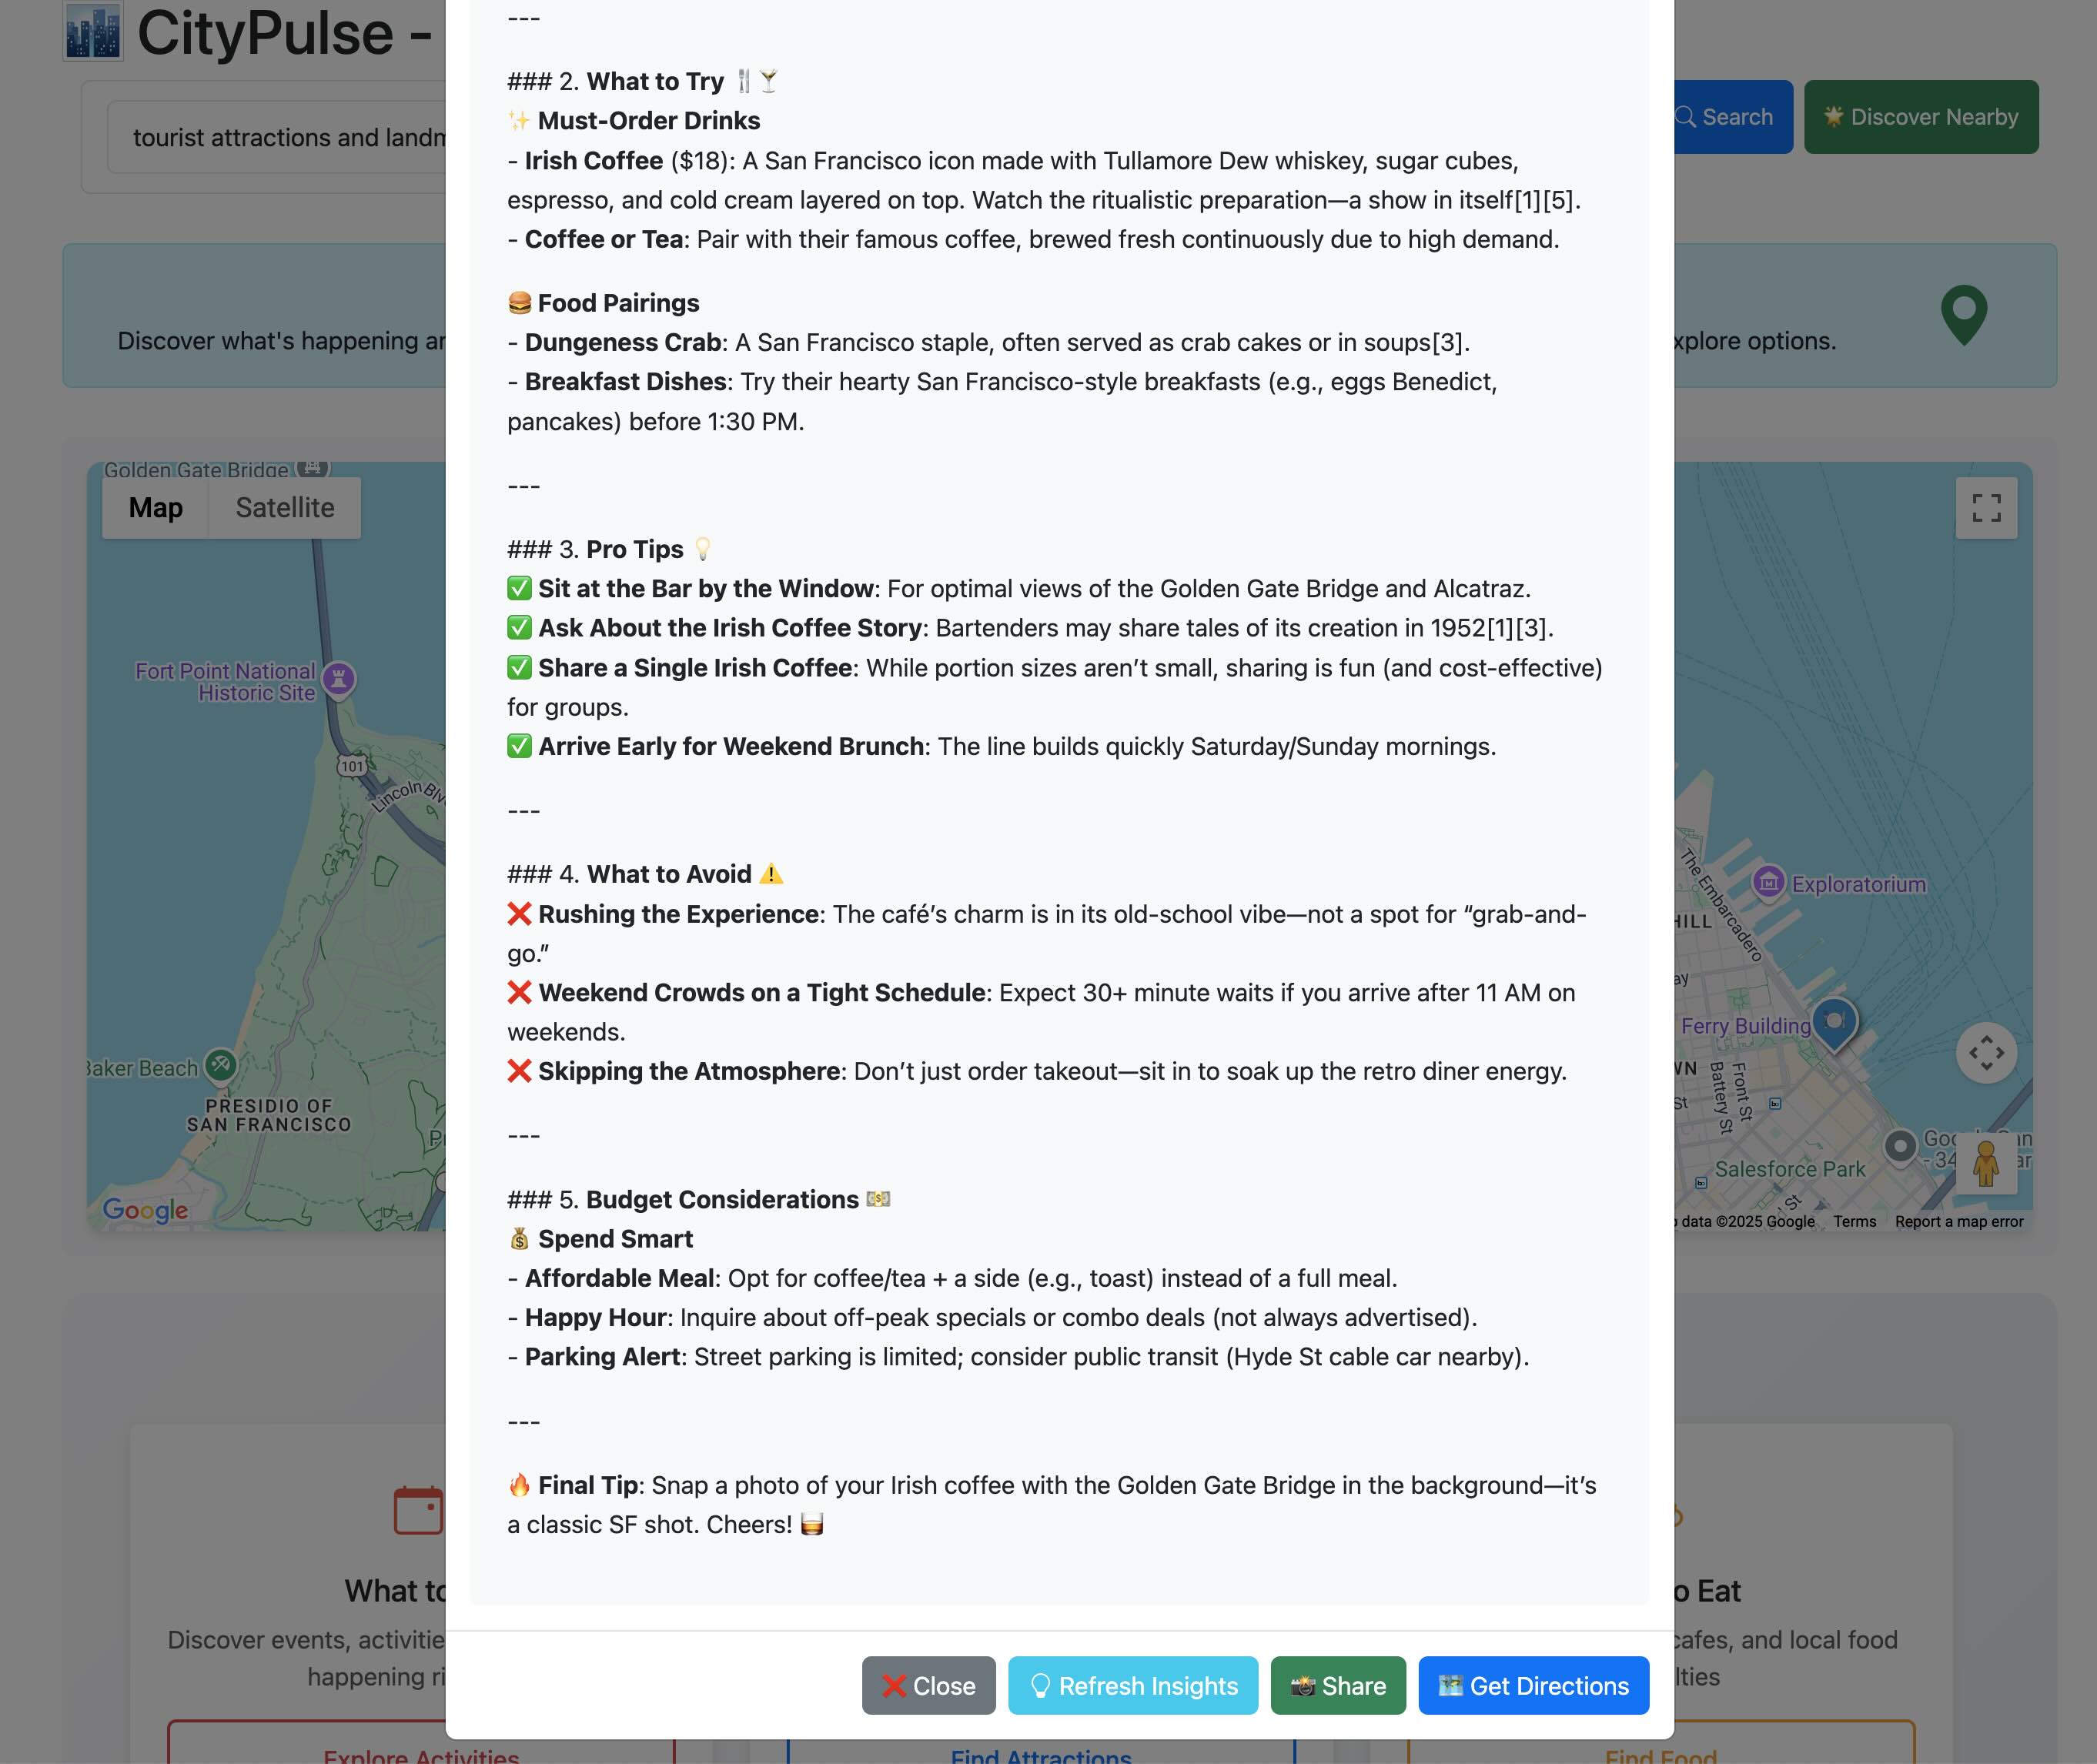 CityPulse -
tourist attractions and landm
Search
Discover Nearby
Discover what's happening ar
xplore options.
---
### 2. What to Try 🍴🍸
✨ Must-Order Drinks
- Irish Coffee ($18): A San Francisco icon made with Tullamore Dew whiskey, sugar cubes,
espresso, and cold cream layered on top. Watch the ritualistic preparation—a show in itself[1][5].
- Coffee or Tea: Pair with their famous coffee, brewed fresh continuously due to high demand.
🍔 Food Pairings
- Dungeness Crab: A San Francisco staple, often served as crab cakes or in soups[3].
- Breakfast Dishes: Try their hearty San Francisco-style breakfasts (e.g., eggs Benedict,
pancakes) before 1:30 PM.
---
### 3. Pro Tips 💡
✅ Sit at the Bar by the Window: For optimal views of the Golden Gate Bridge and Alcatraz.
✅ Ask About the Irish Coffee Story: Bartenders may share tales of its creation in 1952[1][3].
✅ Share a Single Irish Coffee: While portion sizes aren’t small, sharing is fun (and cost-effective)
for groups.
✅ Arrive Early for Weekend Brunch: The line builds quickly Saturday/Sunday mornings.
---
### 4. What to Avoid ⚠️
❌ Rushing the Experience: The café’s charm is in its old-school vibe—not a spot for “grab-and-
go.”
❌ Weekend Crowds on a Tight Schedule: Expect 30+ minute waits if you arrive after 11 AM on
weekends.
❌ Skipping the Atmosphere: Don’t just order takeout—sit in to soak up the retro diner energy.
---
### 5. Budget Considerations 💵
💰 Spend Smart
- Affordable Meal: Opt for coffee/tea + a side (e.g., toast) instead of a full meal.
- Happy Hour: Inquire about off-peak specials or combo deals (not always advertised).
- Parking Alert: Street parking is limited; consider public transit (Hyde St cable car nearby).
---
🔥 Final Tip: Snap a photo of your Irish coffee with the Golden Gate Bridge in the background—it’s
a classic SF shot. Cheers! 🥃
❌ Close
Refresh Insights
📸 Share
🗺️ Get Directions
Golden Gate Bridge
Map
Satellite
Fort Point National
Historic Site
101
Lincoln Blv
Baker Beach
PRESIDIO OF
SAN FRANCISCO
Google
The Embarcadero
Exploratorium
HILL
ay
Ferry Building
WN
St
Battery St
Front St
Salesforce Park
St
data ©2025 Google
Terms
Report a map error
What to
Discover events, activitie
happening ri
Explore Activities
Find Attractions
o Eat
cafes, and local food
lties
Find Food